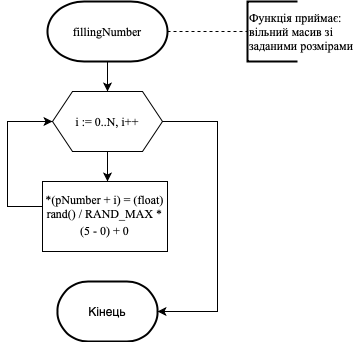 fillingNumber
Функція приймає:
вільний масив зі
заданими розмірами
i := 0..N, i++
*(pNumber + i) = (float)
rand() / RAND_MAX *
(5 - 0) + 0
Кінець